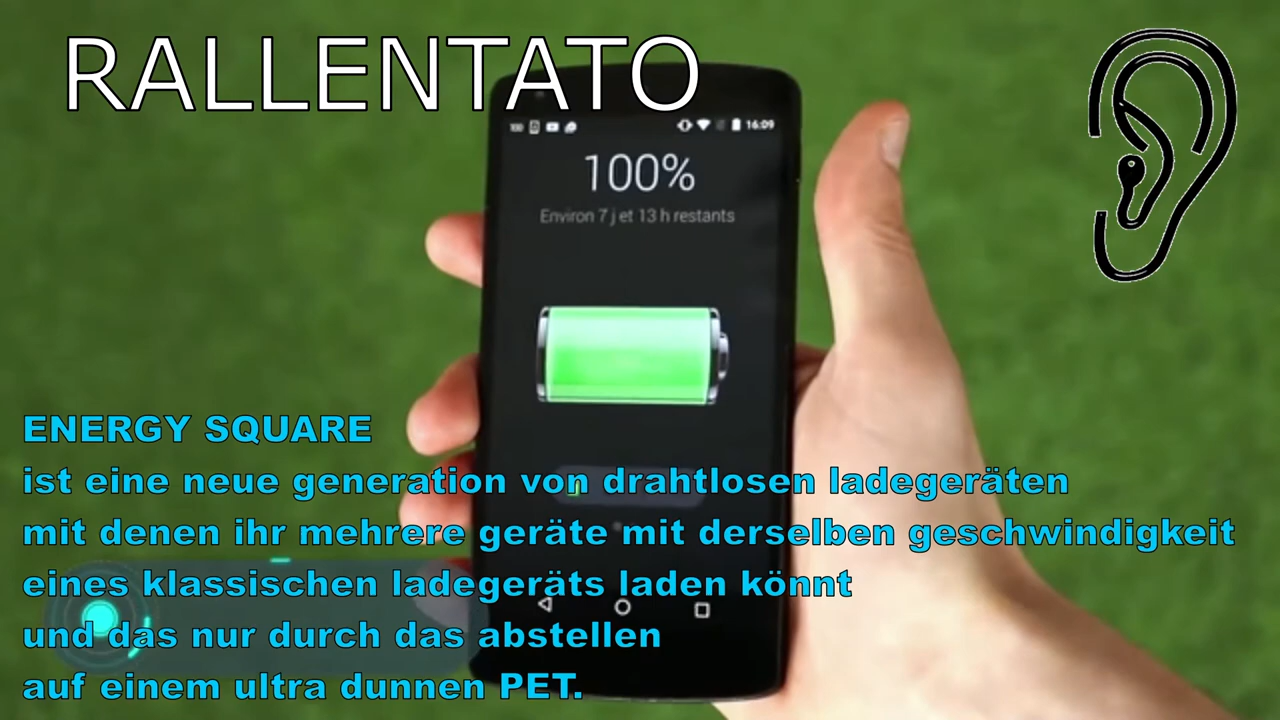 RALLENTATO
16:09
100%
Environ 7 j et 13 h restants
ENERGY SQUARE
ist eine neue generation von drahtlosen ladegeräten
mit denen ihr mehrere geräte mit derselben geschwindigkeit
eines klassischen ladegeräts laden könnt
und das nur durch das abstellen
auf einem ultra dunnen PET.